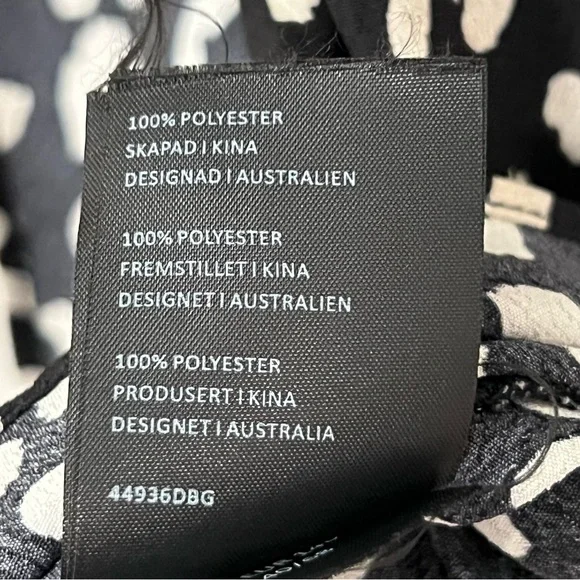 100% POLYESTER
SKAPAD I KINA
DESIGNAD I AUSTRALIEN
100% POLYESTER
FREMSTILLET I KINA
DESIGNET I AUSTRALIEN
100% POLYESTER
PRODUSERT I KINA
DESIGNET I AUSTRALIA
44936DBG